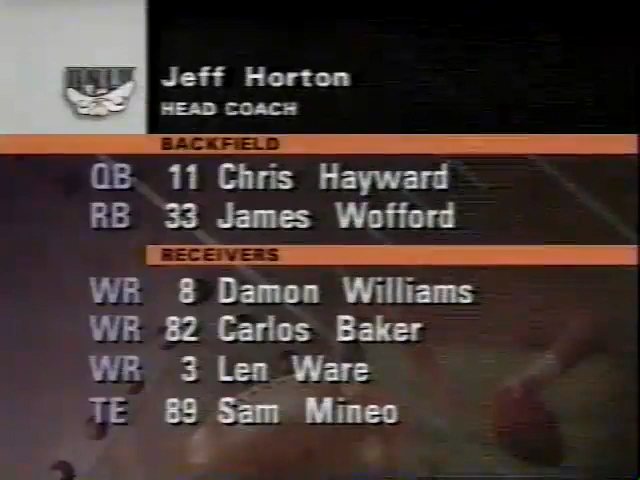 UNLV
Jeff Horton
HEAD COACH
BACKFIELD
QB 11 Chris Hayward
RB 33 James Wofford
RECEIVERS
WR 8 Damon Williams
WR 82 Carlos Baker
WR 3 Len Ware
TE 89 Sam Mineo